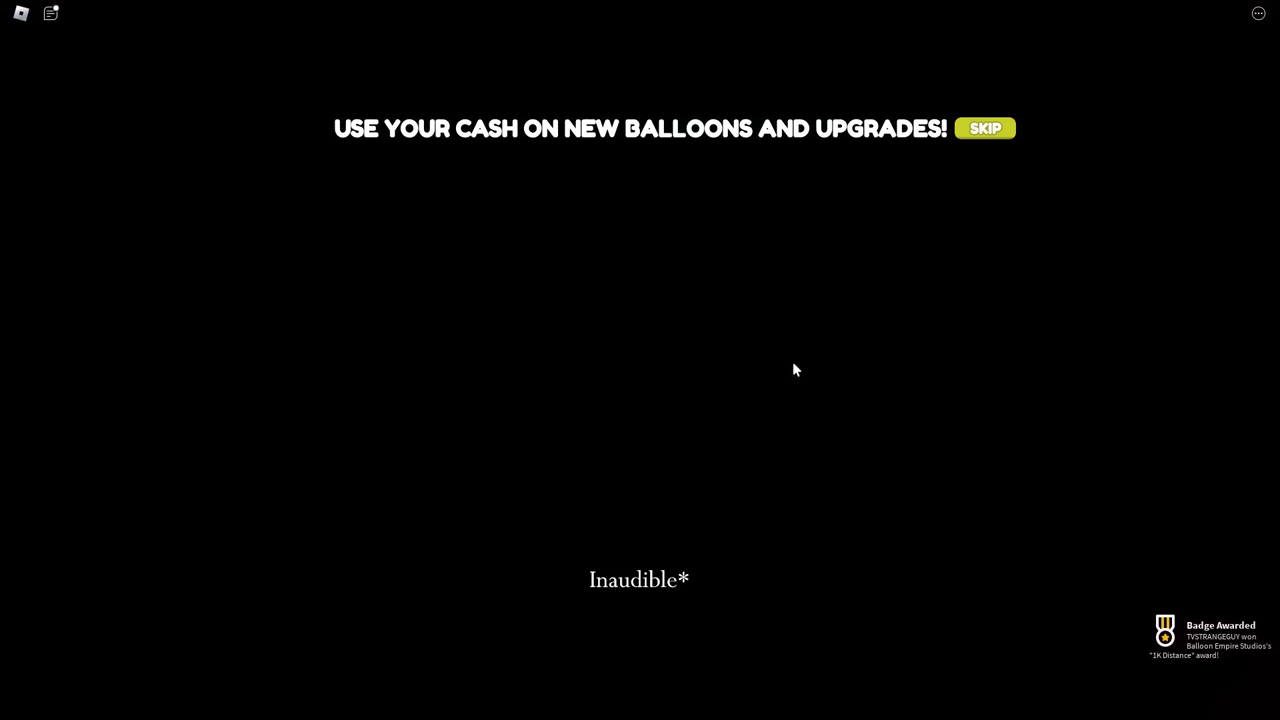 USE YOUR CASH ON NEW BALLOONS AND UPGRADES! SKIP
Inaudible*
Badge Awarded
TVSTRANGEGUY won
Balloon Empire Studios's
"1K Distance" award!